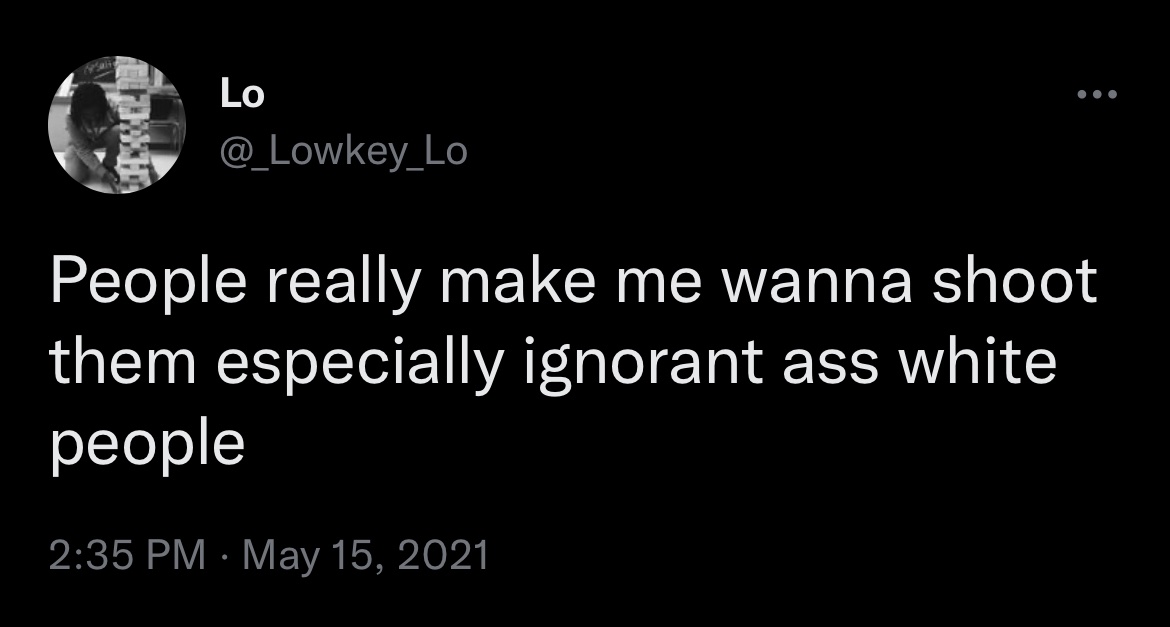 Lo
@_Lowkey_Lo
People really make me wanna shoot
them especially ignorant ass white
people
2:35 PM · May 15, 2021